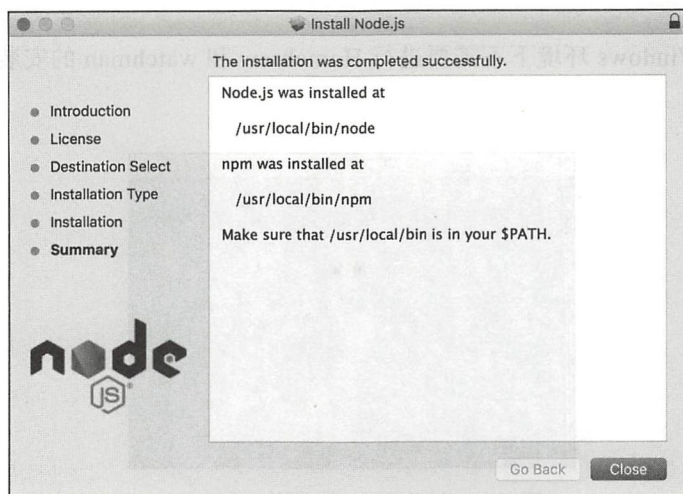 Install Node.js
The installation was completed successfully.
Introduction
License
Destination Select
Installation Type
Installation
Summary
Node.js was installed at
/usr/local/bin/node
npm was installed at
/usr/local/bin/npm
Make sure that /usr/local/bin is in your $PATH.
node
JS
Go Back
Close